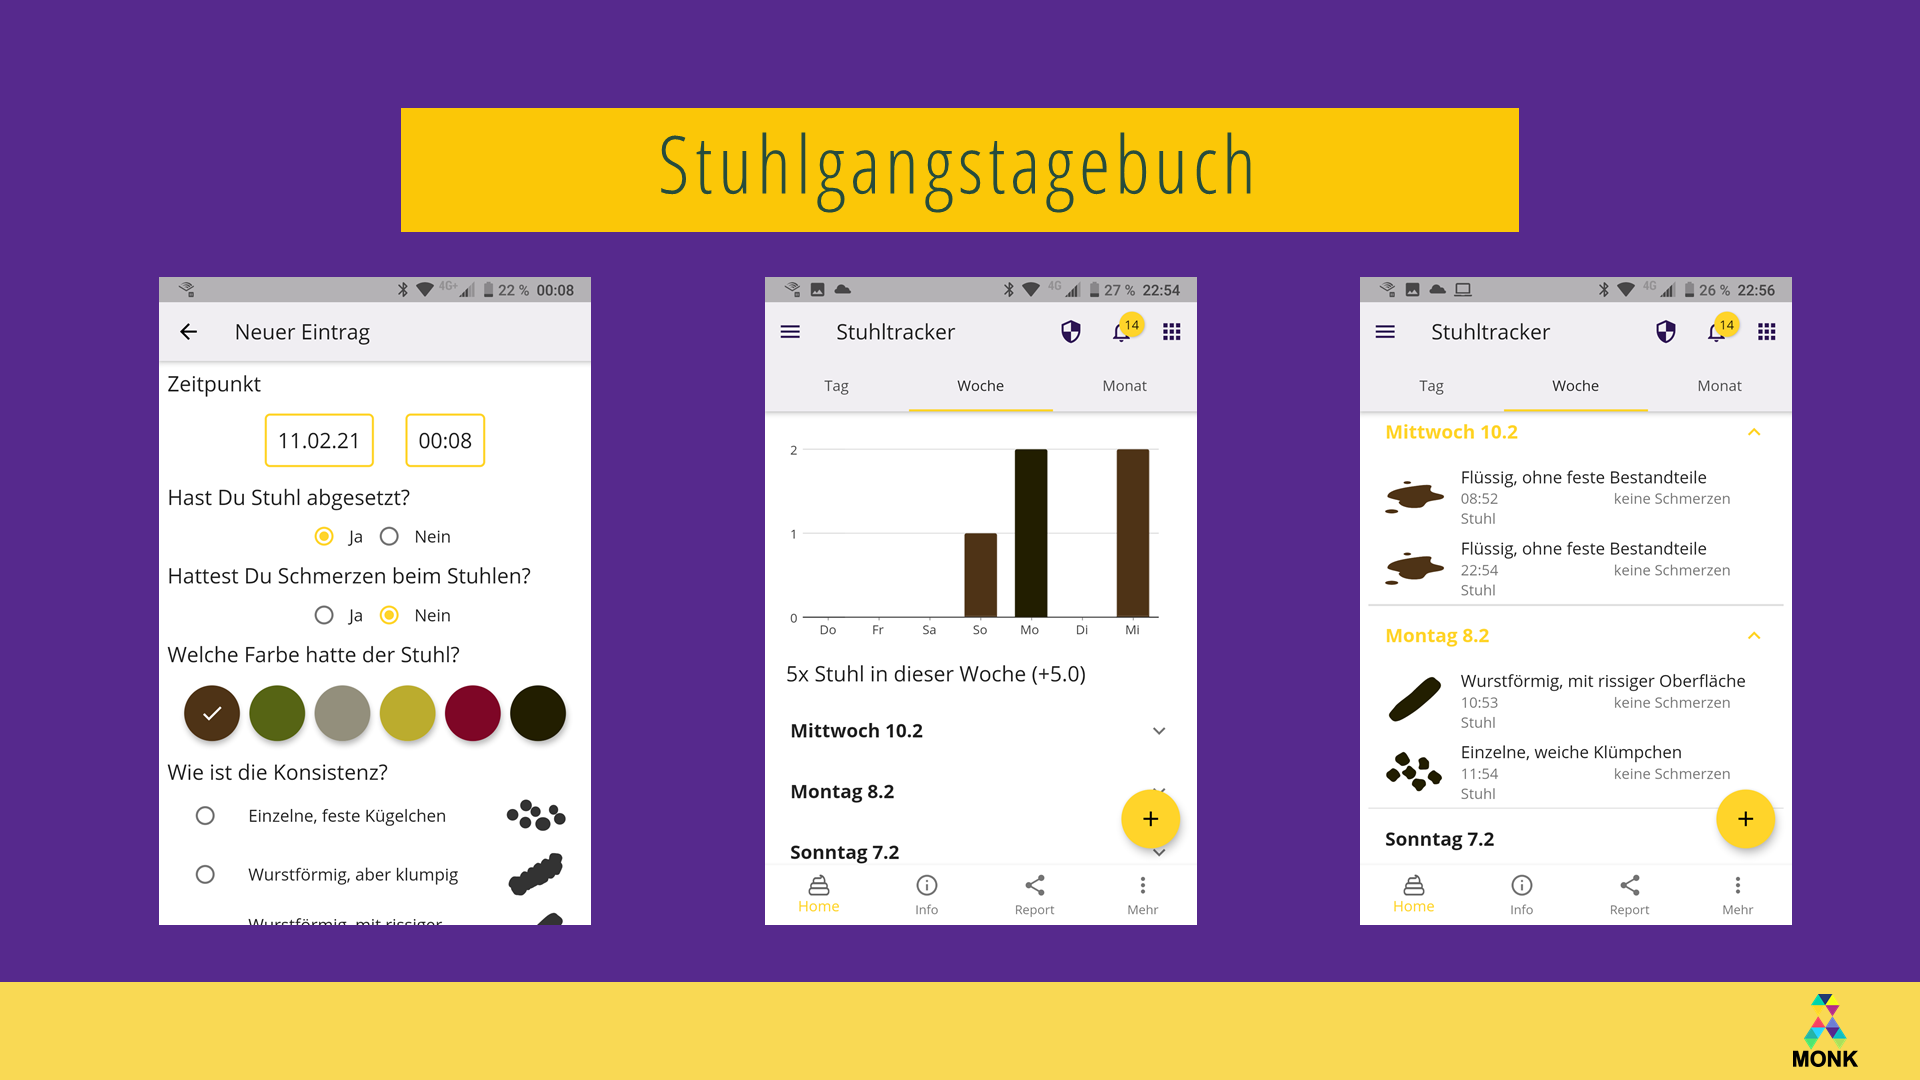 Stuhlgangstagebuch
4G+ 22 % 00:08
Neuer Eintrag
Zeitpunkt
11.02.21 00:08
Hast Du Stuhl abgesetzt?
Ja Nein
Hattest Du Schmerzen beim Stuhlen?
Ja Nein
Welche Farbe hatte der Stuhl?
Wie ist die Konsistenz?
Einzelne, feste Kügelchen
Wurstförmig, aber klumpig
Wurstförmig, mit rissiger
4G 27 % 22:54
Stuhltracker 14
Tag Woche Monat
2
1
0
Do Fr Sa So Mo Di Mi
5x Stuhl in dieser Woche (+5.0)
Mittwoch 10.2
Montag 8.2
Sonntag 7.2
+
Home Info Report Mehr
4G 26 % 22:56
Stuhltracker 14
Tag Woche Monat
Mittwoch 10.2
Flüssig, ohne feste Bestandteile
08:52 keine Schmerzen
Stuhl
Flüssig, ohne feste Bestandteile
22:54 keine Schmerzen
Stuhl
Montag 8.2
Wurstförmig, mit rissiger Oberfläche
10:53 keine Schmerzen
Stuhl
Einzelne, weiche Klümpchen
11:54 keine Schmerzen
Stuhl
Sonntag 7.2
+
Home Info Report Mehr
MONK